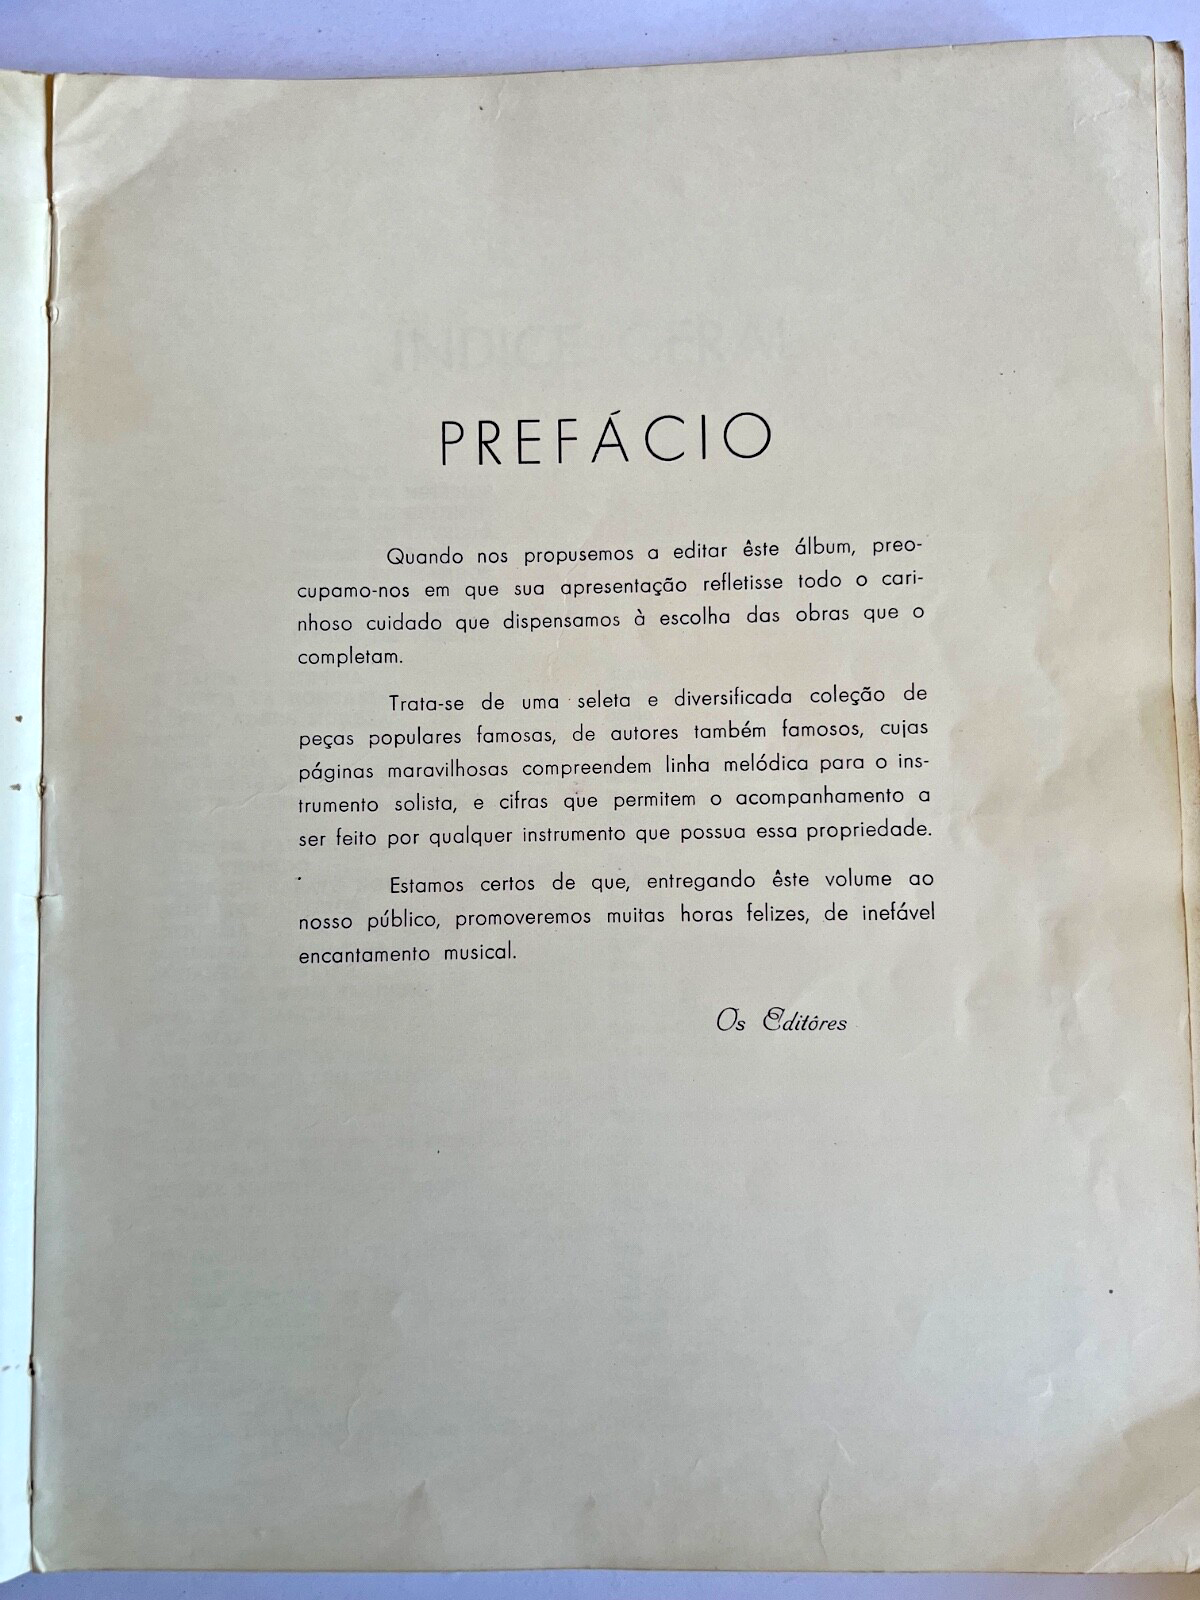 PREFÁCIO
Quando nos propusemos a editar êste álbum, preo-
cupamo-nos em que sua apresentação refletisse todo o cari-
nhoso cuidado que dispensamos à escolha das obras que o
completam.
Trata-se de uma seleta e diversificada coleção de
peças populares famosas, de autores também famosos, cujas
páginas maravilhosas compreendem linha melódica para o ins-
trumento solista, e cifras que permitem o acompanhamento a
ser feito por qualquer instrumento que possua essa propriedade.
Estamos certos de que, entregando êste volume ao
nosso público, promoveremos muitas horas felizes, de inefável
encantamento musical.
Os Editôres